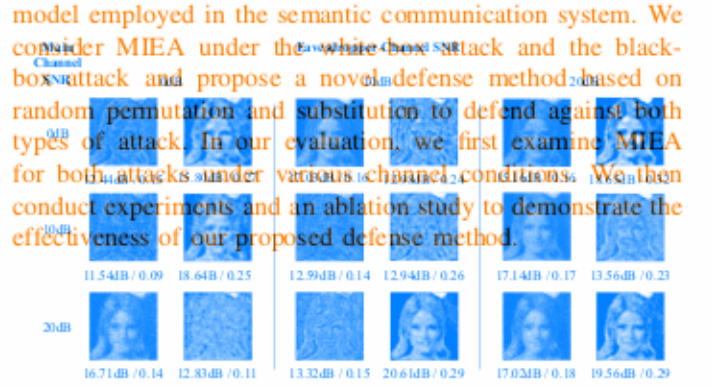 model employed in the semantic communication system. We
consider MIEA under the white-box attack and the black-
Main Eavesdropper Channel SNR
Channel
box attack and propose a novel defense method based on
SNR 20dB
random permutation and substitution to defend against both
0dB
types of attack. In our evaluation, we first examine MIEA
for both attacks under various channel conditions. We then
conduct experiments and an ablation study to demonstrate the
10dB
effectiveness of our proposed defense method.
11.54dB / 0.09 18.64B / 0.25 12.59dB / 0.14 12.94dB / 0.26 17.14dB / 0.17 13.56dB / 0.23
20dB
16.71dB / 0.14 12.83dB / 0.11 13.32dB / 0.15 20.61dB / 0.29 17.02dB / 0.18 19.56dB / 0.29